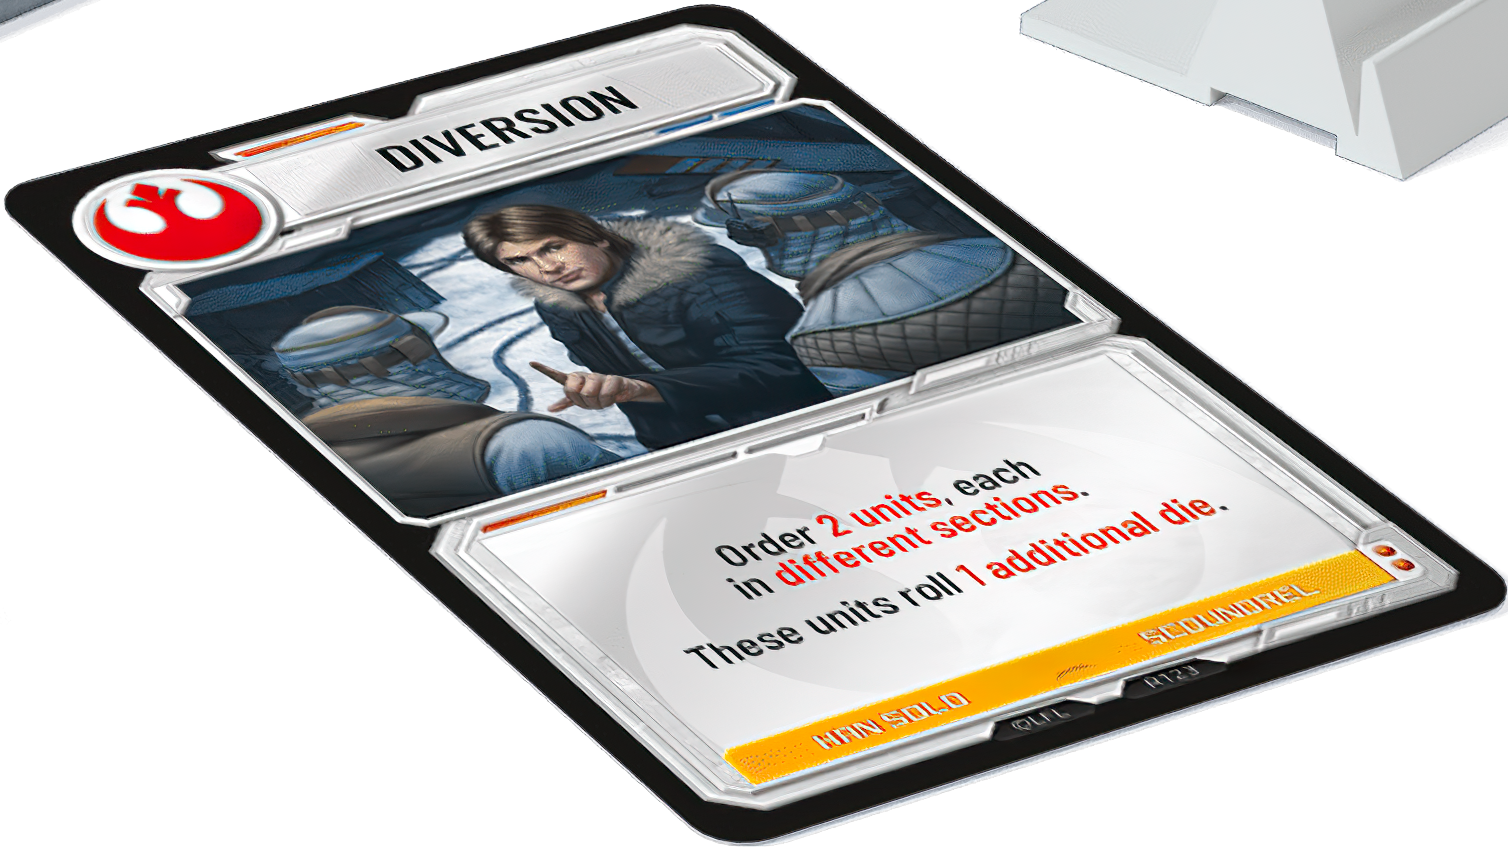 DIVERSION
Order 2 units, each
in different sections.
These units roll 1 additional die.
HAN SOLO SCOUNDREL